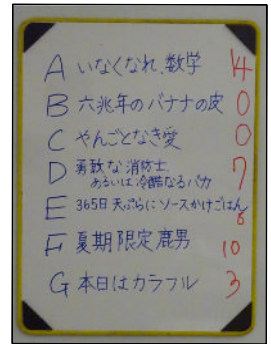 A いなくなれ、数学 14
B 六兆年のバナナの皮 0
C やんごとなき愛 0
D 勇敢な消防士、 7
あるいは冷酷なるバカ
E 365日天ぷらにソースかけごはん 8
F 夏期限定鹿男 10
G 本日はカラフル 3